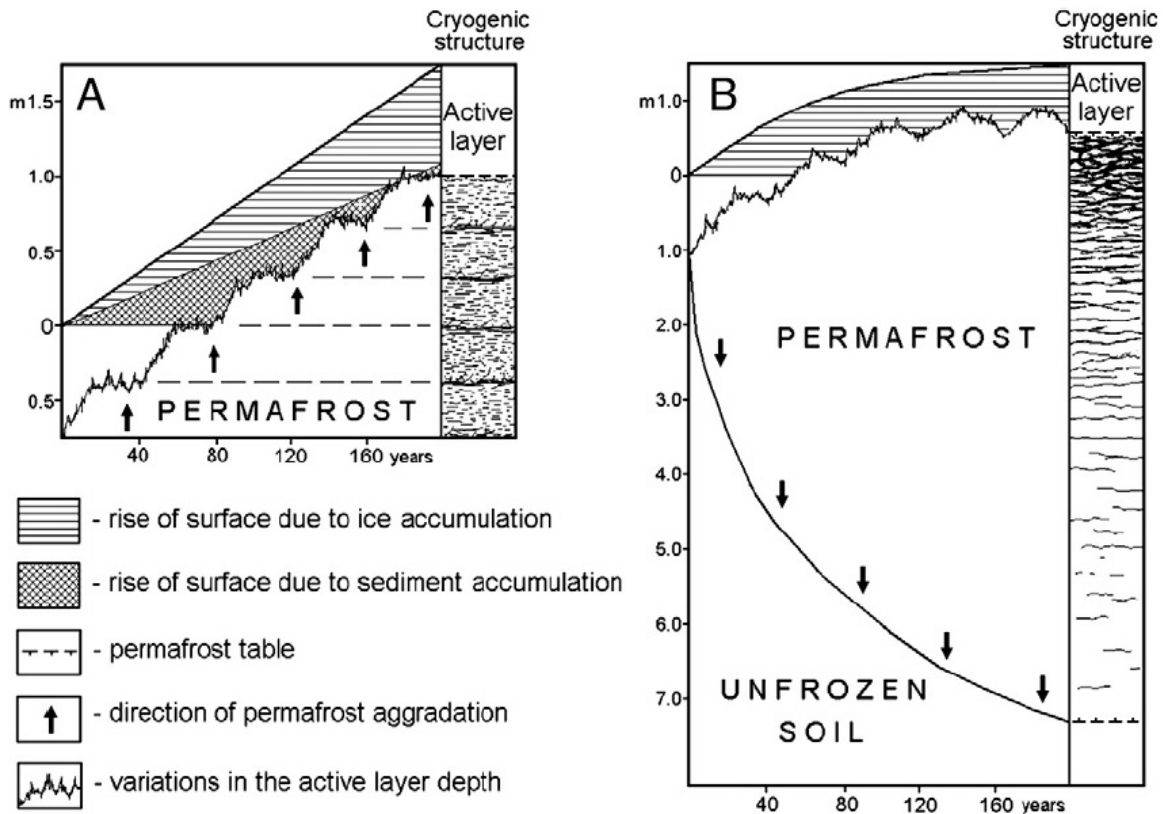 Cryogenic
structure
A
m1.5
1.0
0.5
0
0.5
Active
layer
PERMAFROST
40 80 120 160 years
- rise of surface due to ice accumulation
- rise of surface due to sediment accumulation
- permafrost table
- direction of permafrost aggradation
- variations in the active layer depth
Cryogenic
structure
B
m1.0
0
1.0
2.0
3.0
4.0
5.0
6.0
7.0
Active
layer
PERMAFROST
UNFROZEN
SOIL
40 80 120 160 years